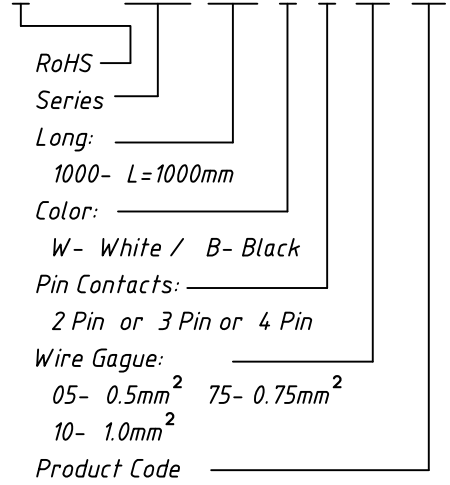 RoHS
Series
Long:
1000- L=1000mm
Color:
W- White / B- Black
Pin Contacts:
2 Pin or 3 Pin or 4 Pin
Wire Gague:
05- 0.5mm² 75- 0.75mm²
10- 1.0mm²
Product Code